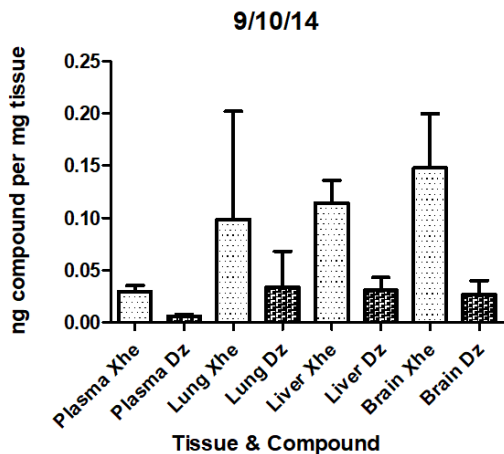 9/10/14
ng compound per mg tissue
0.25
0.20
0.15
0.10
0.05
0.00
Plasma Xhe
Plasma Dz
Lung Xhe
Lung Dz
Liver Xhe
Liver Dz
Brain Xhe
Brain Dz
Tissue & Compound